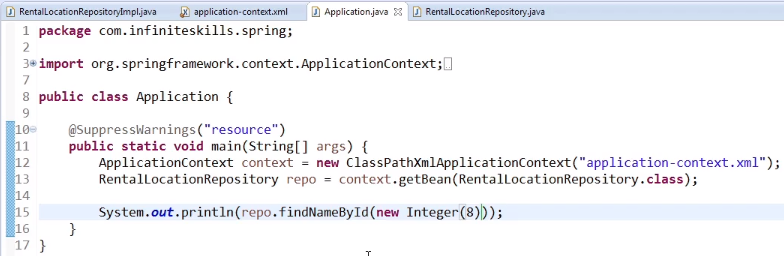 RentalLocationRepositoryImpl.java application-context.xml Application.java RentalLocationRepository.java
1 package com.infiniteskills.spring;
2
3 import org.springframework.context.ApplicationContext;
7
8 public class Application {
9
10 @SuppressWarnings("resource")
11 public static void main(String[] args) {
12 ApplicationContext context = new ClassPathXmlApplicationContext("application-context.xml");
13 RentalLocationRepository repo = context.getBean(RentalLocationRepository.class);
14
15 System.out.println(repo.findNameById(new Integer(8)));
16 }
17 }